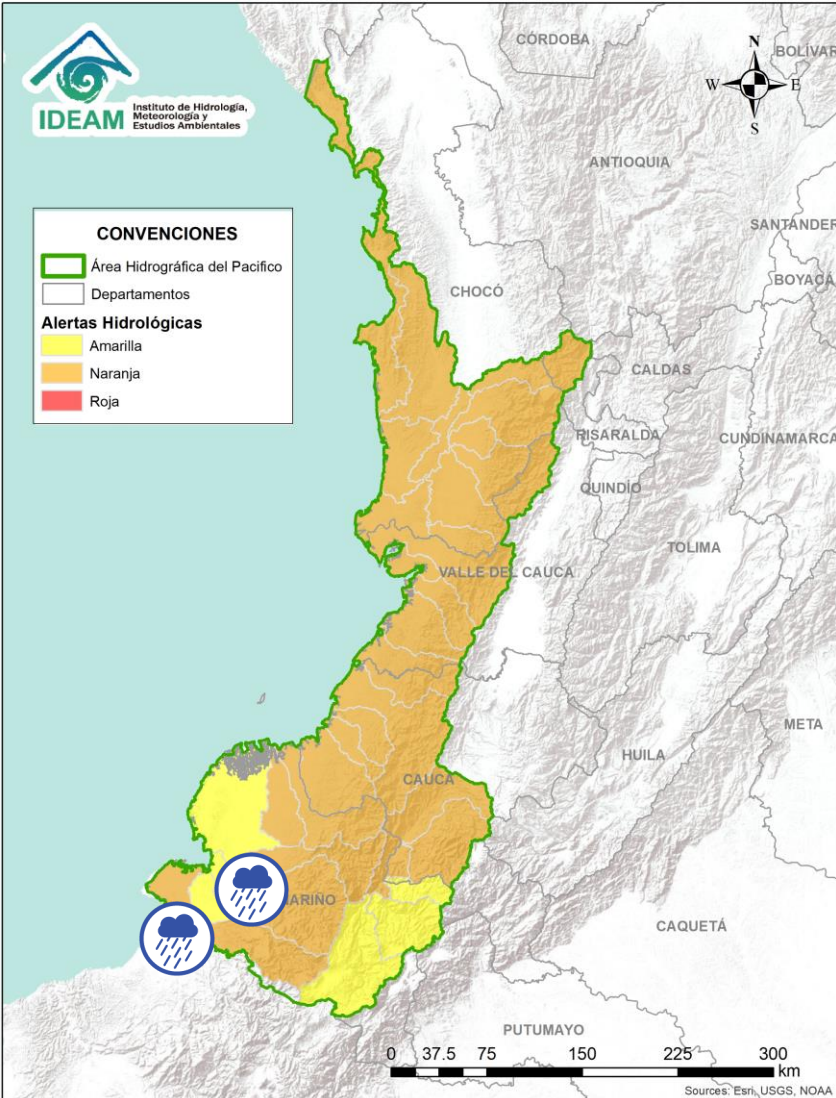 IDEAM
Instituto de Hidrología,
Meteorología y
Estudios Ambientales
CÓRDOBA
BOLÍVAR
N
W
E
S
ANTIOQUIA
SANTANDER
BOYACÁ
CONVENCIONES
Área Hidrográfica del Pacifico
Departamentos
Alertas Hidrológicas
Amarilla
Naranja
Roja
CHOCÓ
CALDAS
RISARALDA
CUNDINAMARCA
QUINDÍO
TOLIMA
VALLE DEL CAUCA
META
HUILA
CAUCA
ARIÑO
CAQUETÁ
PUTUMAYO
0 37.5 75 150 225 300
km
Sources: Esri, USGS, NOAA